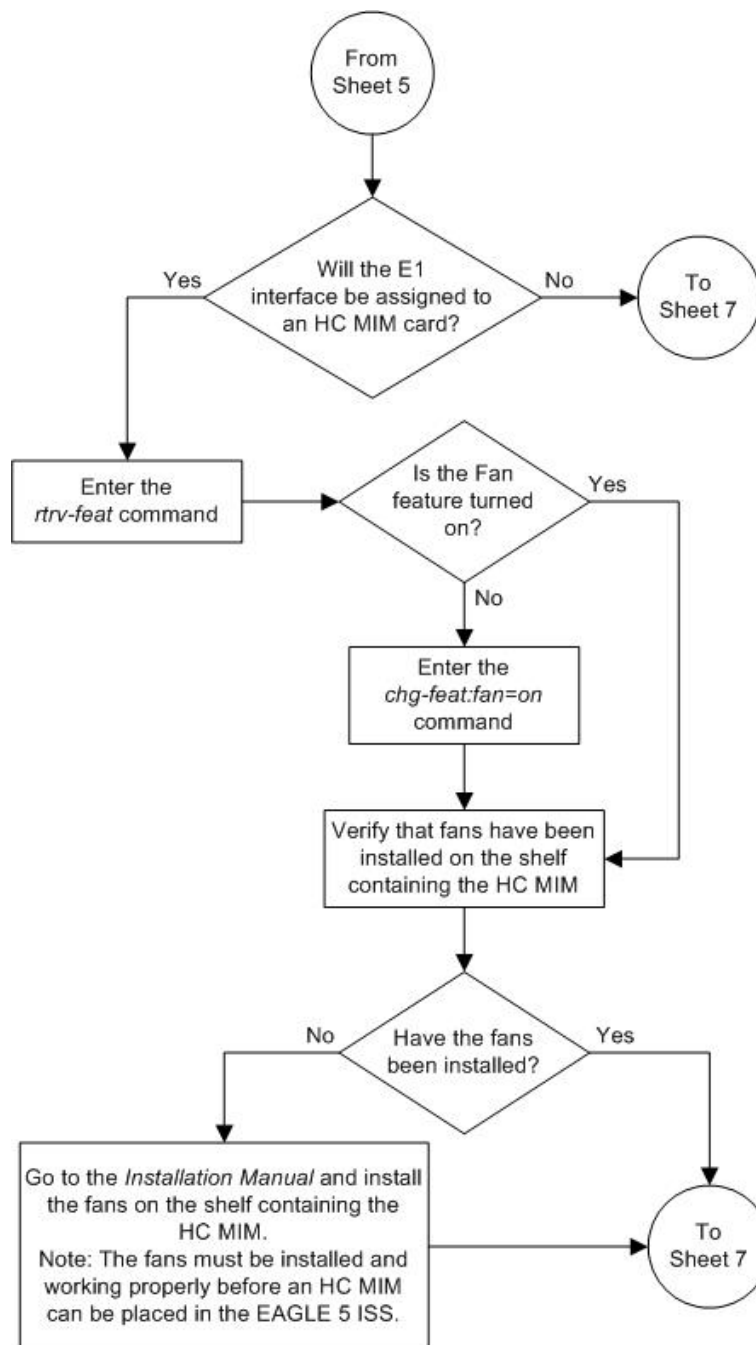 From
Sheet 5
Will the E1
interface be assigned to
an HC MIM card?
Yes
No
To
Sheet 7
Enter the
rtrv-feat command
Is the Fan
feature turned
on?
Yes
No
Enter the
chg-feat:fan=on
command
Verify that fans have been
installed on the shelf
containing the HC MIM
Have the fans
been installed?
No
Yes
Go to the Installation Manual and install
the fans on the shelf containing the
HC MIM.
Note: The fans must be installed and
working properly before an HC MIM
can be placed in the EAGLE 5 ISS.
To
Sheet 7